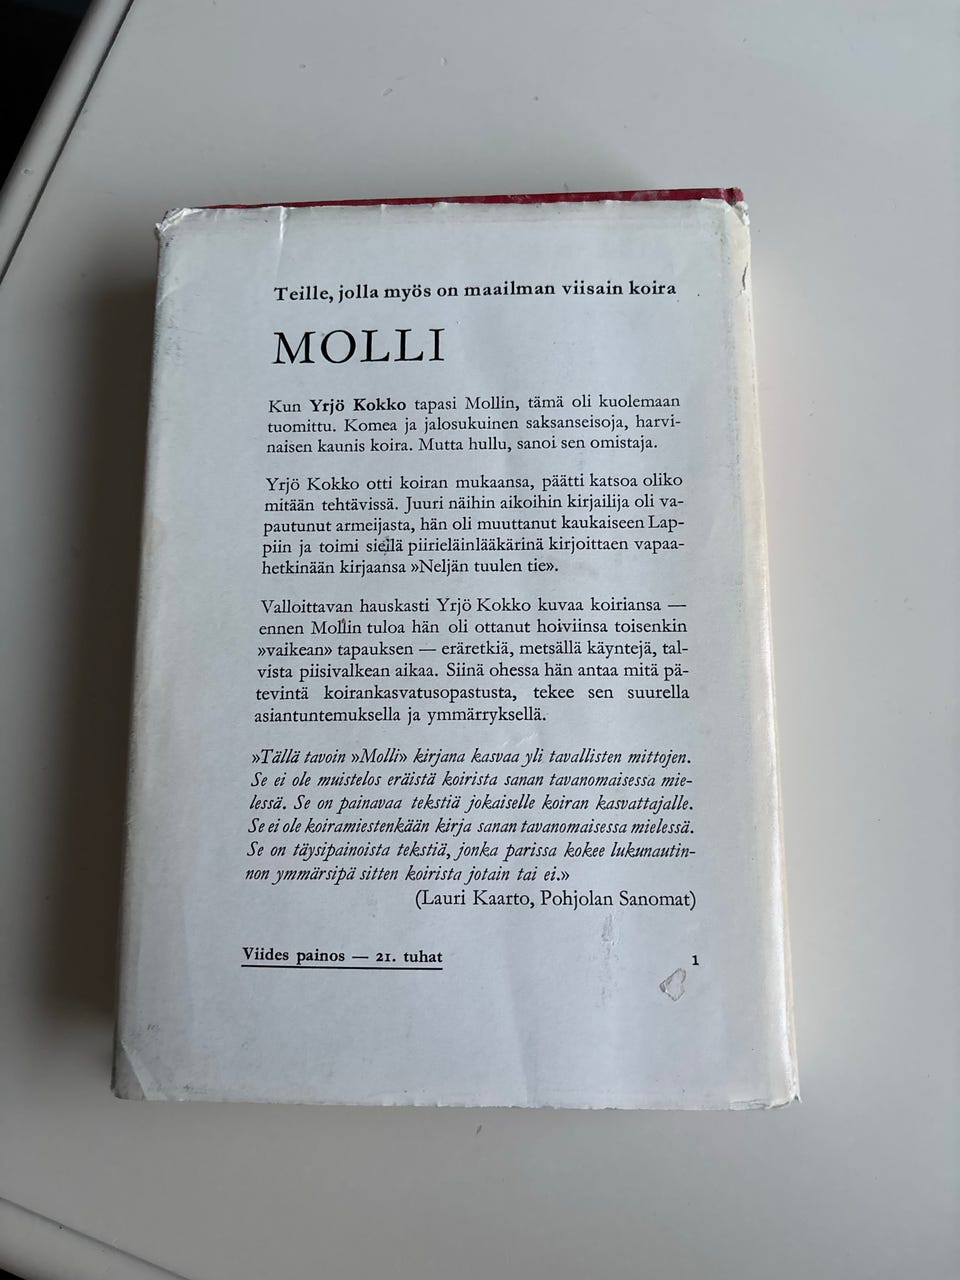 Teille, jolla myös on maailman viisain koira
MOLLI
Kun Yrjö Kokko tapasi Mollin, tämä oli kuolemaan
tuomittu. Komea ja jalosukuinen saksanseisoja, harvi-
naisen kaunis koira. Mutta hullu, sanoi sen omistaja.
Yrjö Kokko otti koiran mukaansa, päätti katsoa oliko
mitään tehtävissä. Juuri näihin aikoihin kirjailija oli va-
pautunut armeijasta, hän oli muuttanut kaukaiseen Lap-
piin ja toimi siellä piirieläinlääkärinä kirjoittaen vapaa-
hetkinään kirjaansa »Neljän tuulen tie».
Valloittavan hauskasti Yrjö Kokko kuvaa koiriansa —
ennen Mollin tuloa hän oli ottanut hoiviinsa toisenkin
»vaikean» tapauksen — eräretkiä, metsällä käyntejä, tal-
vista piisivalkean aikaa. Siinä ohessa hän antaa mitä pä-
tevintä koirankasvatusopastusta, tekee sen suurella
asiantuntemuksella ja ymmärryksellä.
»Tällä tavoin »Molli» kirjana kasvaa yli tavallisten mittojen.
Se ei ole muistelos eräistä koirista sanan tavanomaisessa mie-
lessä. Se on painavaa tekstiä jokaiselle koiran kasvattajalle.
Se ei ole koiramiestenkään kirja sanan tavanomaisessa mielessä.
Se on täysipainoista tekstiä, jonka parissa kokee lukunautin-
non ymmärsipä sitten koirista jotain tai ei.»
(Lauri Kaarto, Pohjolan Sanomat)
Viides painos — 21. tuhat
1